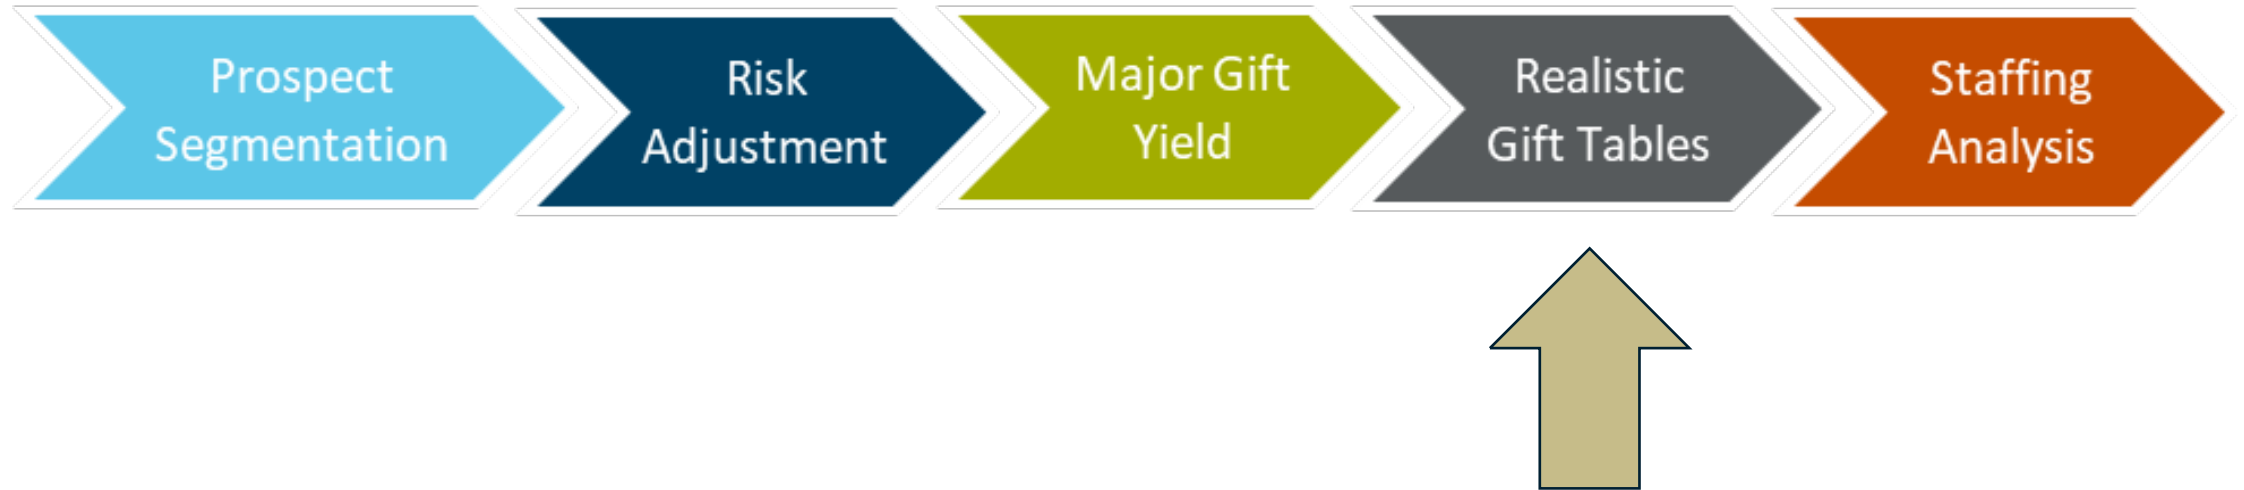 Prospect
Segmentation
Risk
Adjustment
Major Gift
Yield
Realistic
Gift Tables
Staffing
Analysis